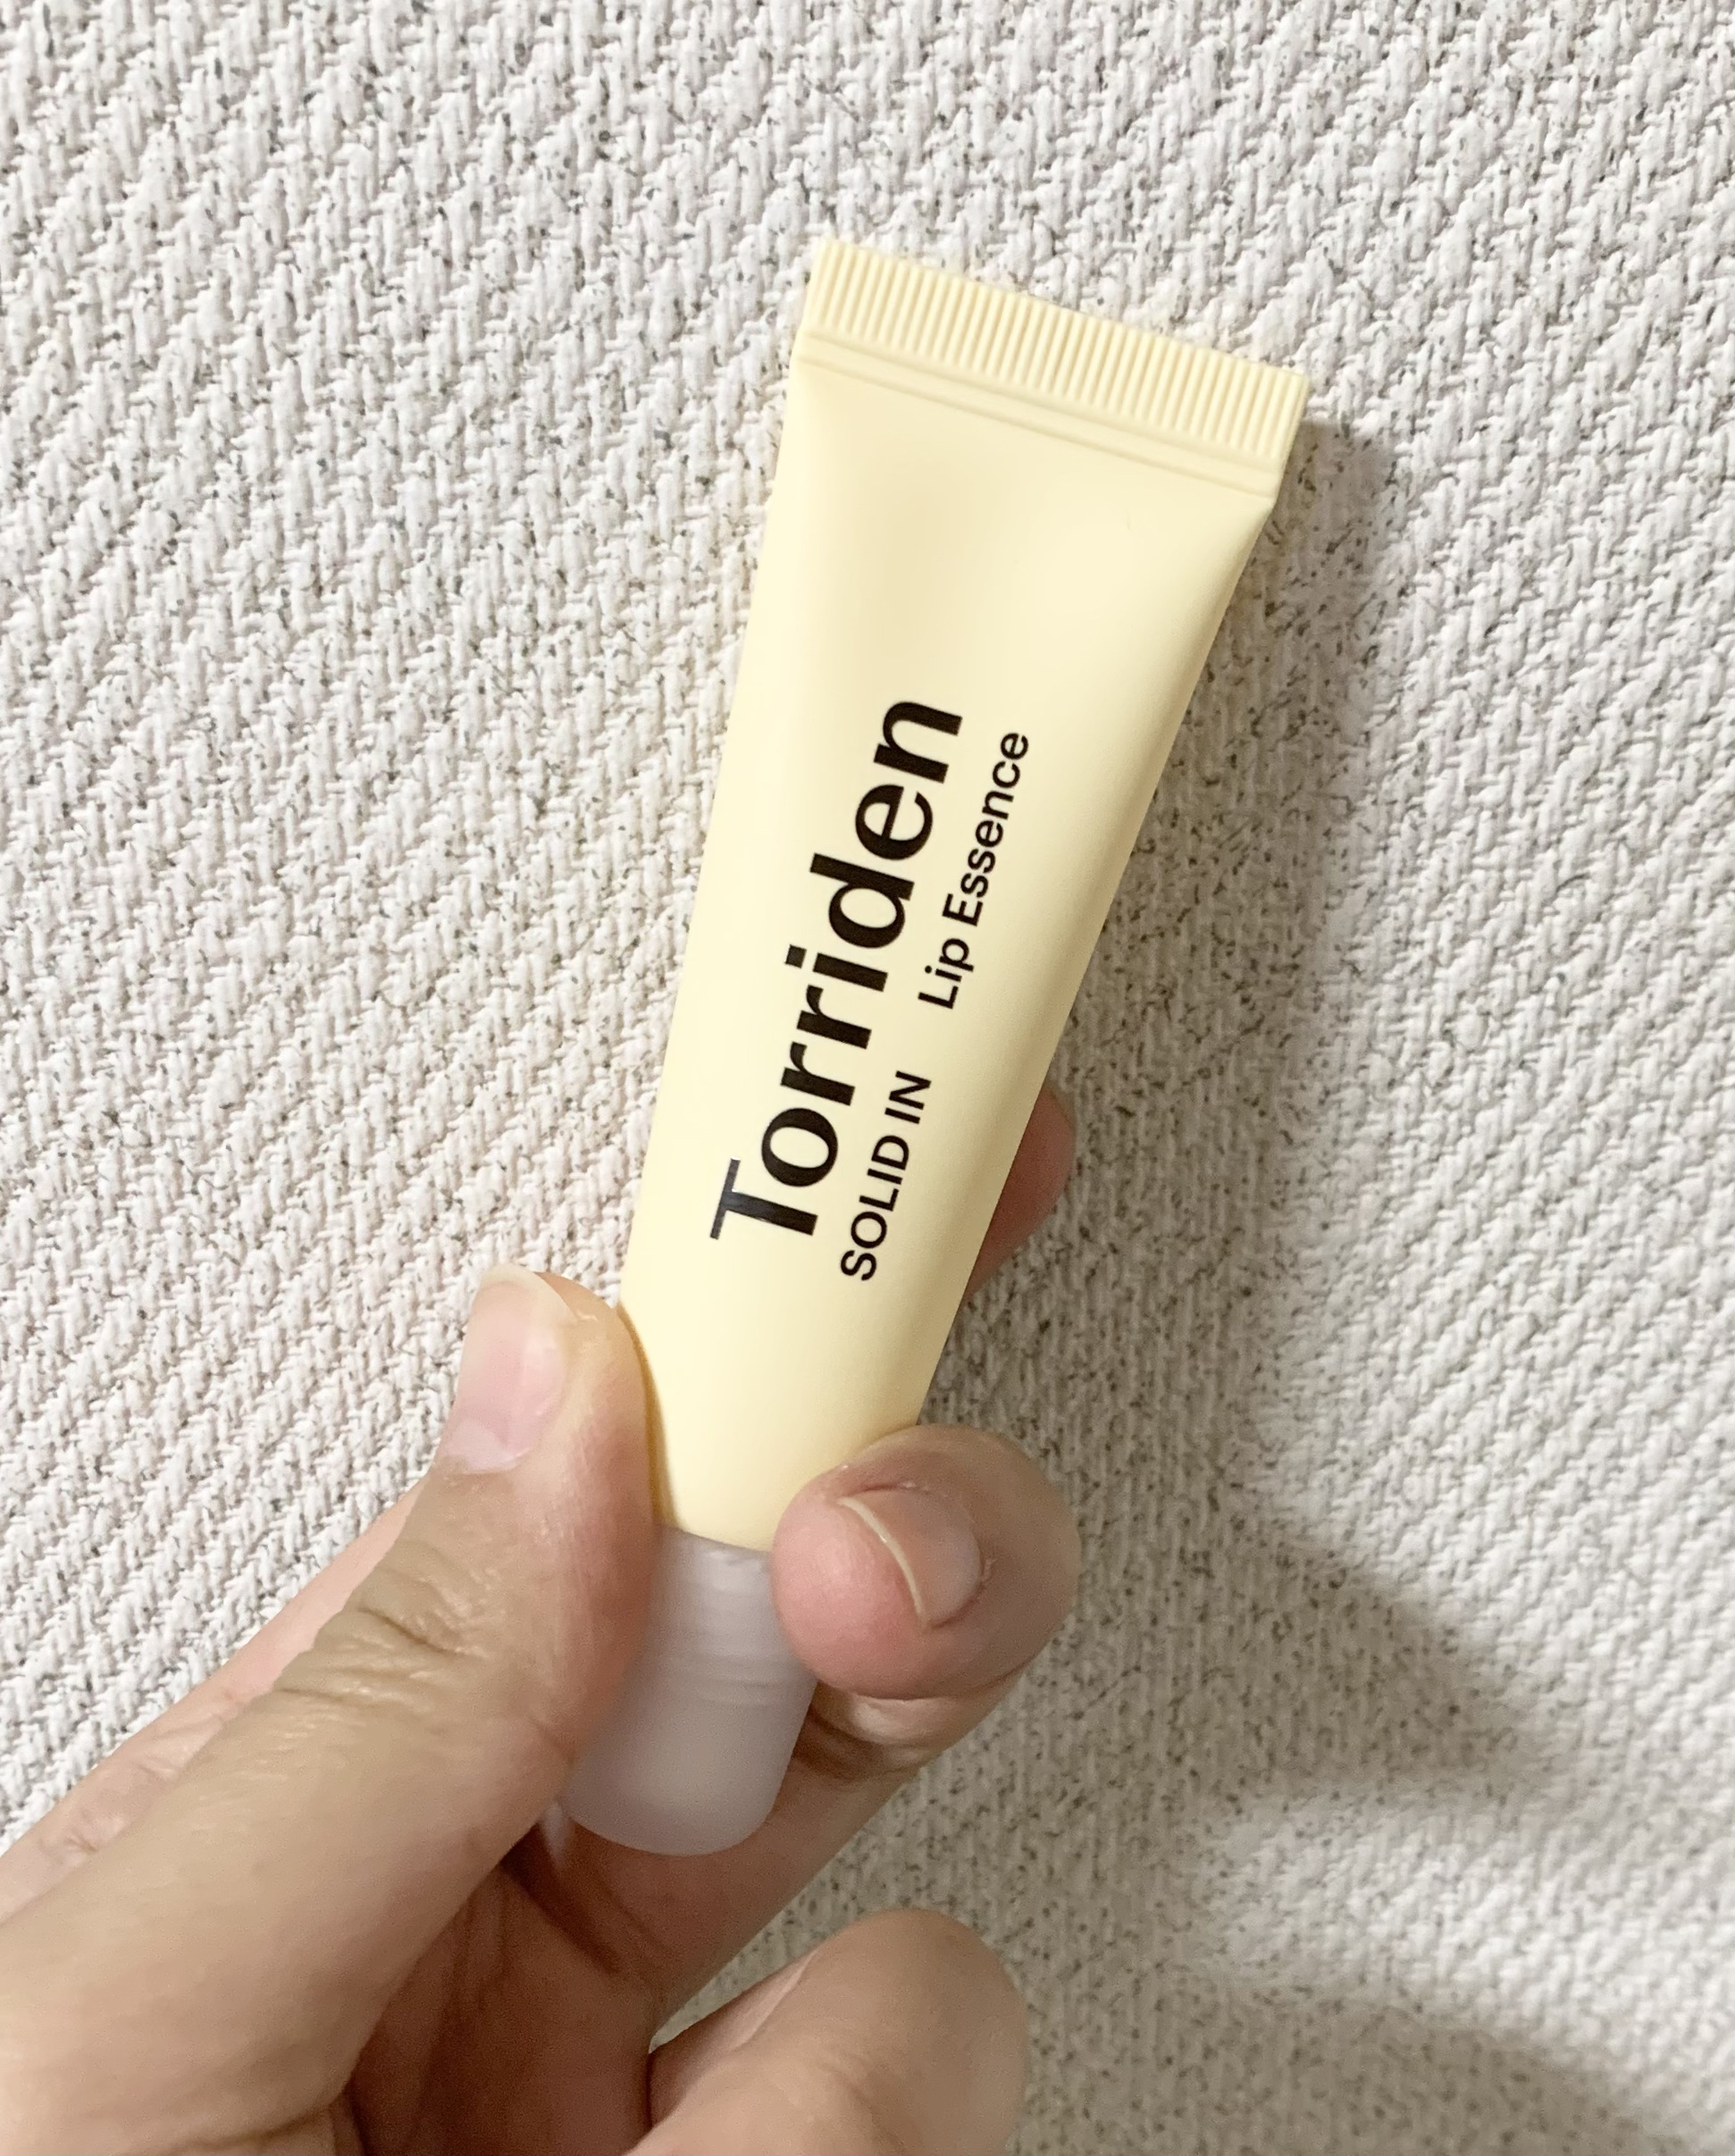 Torriden
SOLID IN Lip Essence